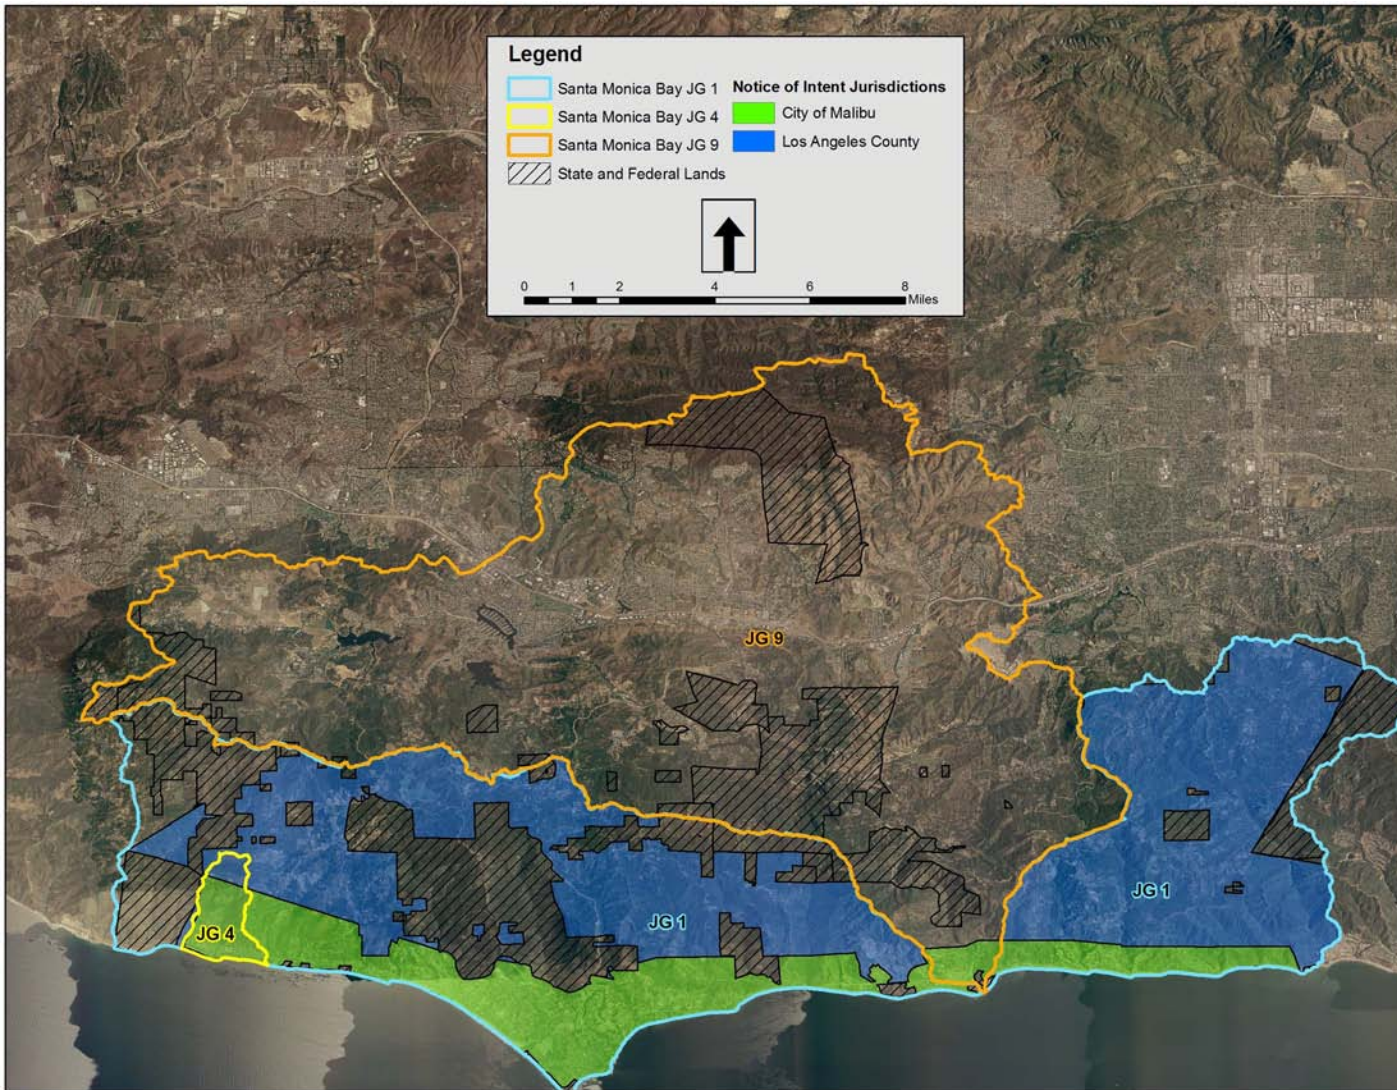 Legend
Santa Monica Bay JG 1
Santa Monica Bay JG 4
Santa Monica Bay JG 9
State and Federal Lands
Notice of Intent Jurisdictions
City of Malibu
Los Angeles County
0 1 2 4 6 8
Miles
JG 9
JG 1
JG 1
JG 4